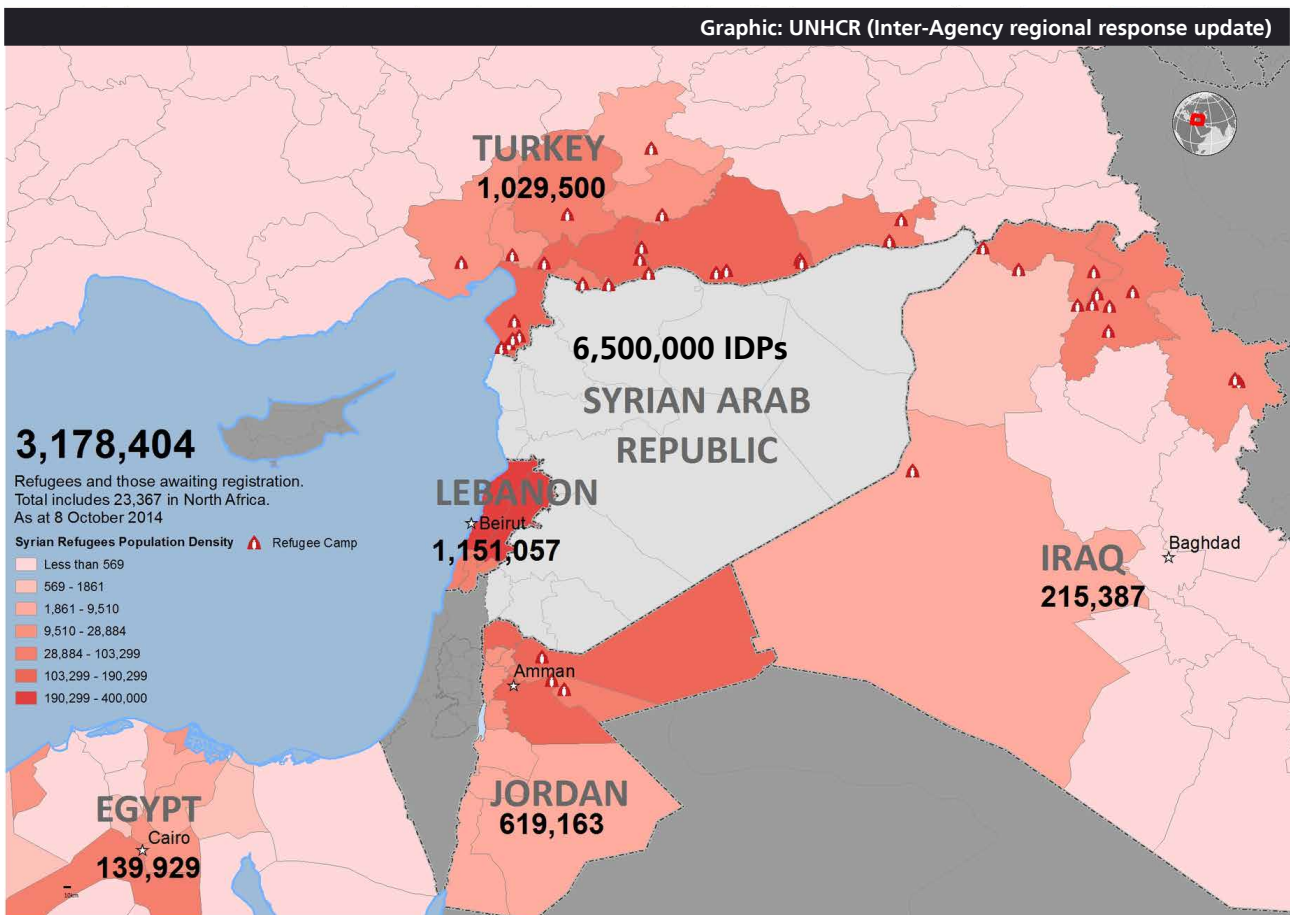 Graphic: UNHCR (Inter-Agency regional response update)
TURKEY
1,029,500
6,500,000 IDPs
SYRIAN ARAB
REPUBLIC
3,178,404
Refugees and those awaiting registration.
Total includes 23,367 in North Africa.
As at 8 October 2014
Syrian Refugees Population Density
Refugee Camp
Less than 569
569 - 1861
1,861 - 9,510
9,510 - 28,884
28,884 - 103,299
103,299 - 190,299
190,299 - 400,000
LEBANON
Beirut
1,151,057
IRAQ
Baghdad
215,387
Amman
JORDAN
619,163
EGYPT
Cairo
139,929
10km